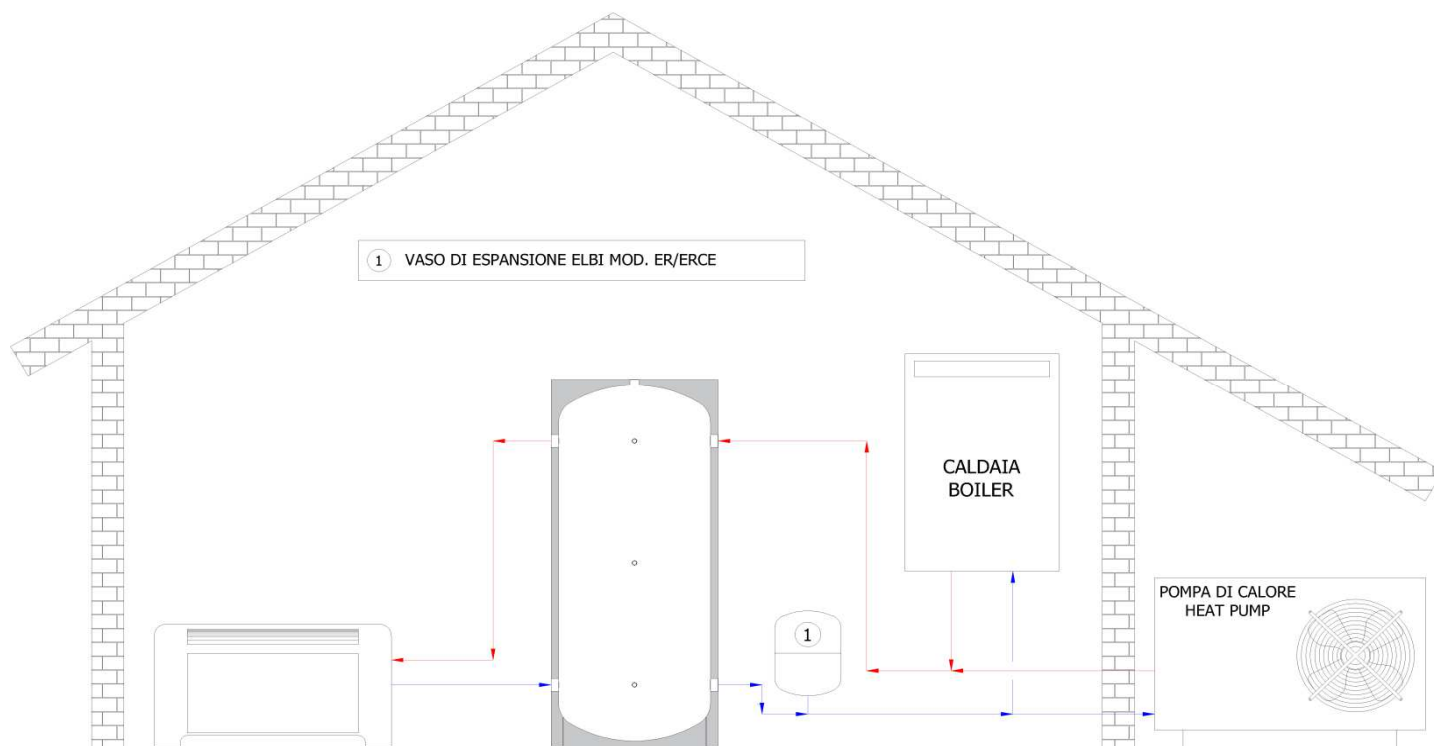 1 VASO DI ESPANSIONE ELBI MOD. ER/ERCE
CALDAIA
BOILER
POMPA DI CALORE
HEAT PUMP
1